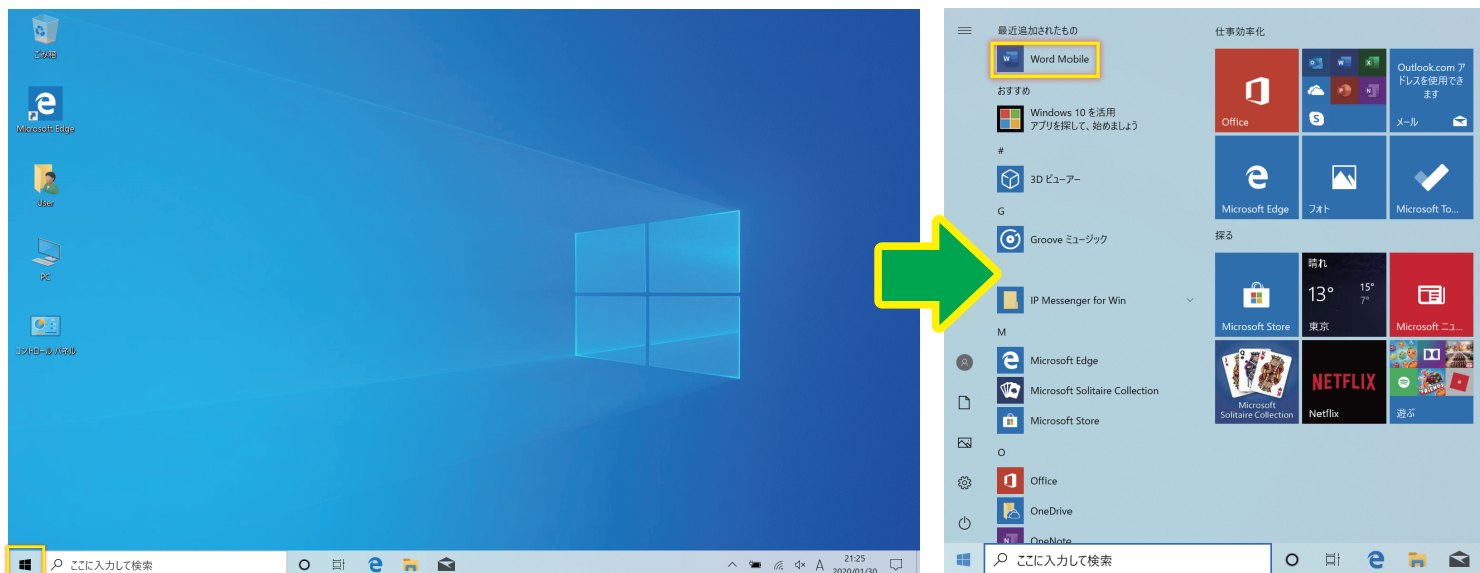 ごみ箱
Microsoft Edge
User
PC
コントロール パネル
ここに入力して検索
A
21:25
2020/01/30
最近追加されたもの
Word Mobile
おすすめ
Windows 10 を活用
アプリを探して、始めましょう
#
3D ビューアー
G
Groove ミュージック
IP Messenger for Win
M
Microsoft Edge
Microsoft Solitaire Collection
Microsoft Store
O
Office
OneDrive
OneNote
ここに入力して検索
仕事効率化
Office
Outlook.com ア
ドレスを使用でき
ます
メール
Microsoft Edge
フォト
Microsoft To...
探る
Microsoft Store
晴れ
13°
15°
7°
東京
Microsoft ニュ...
Microsoft
Solitaire Collection
NETFLIX
Netflix
遊ぶ